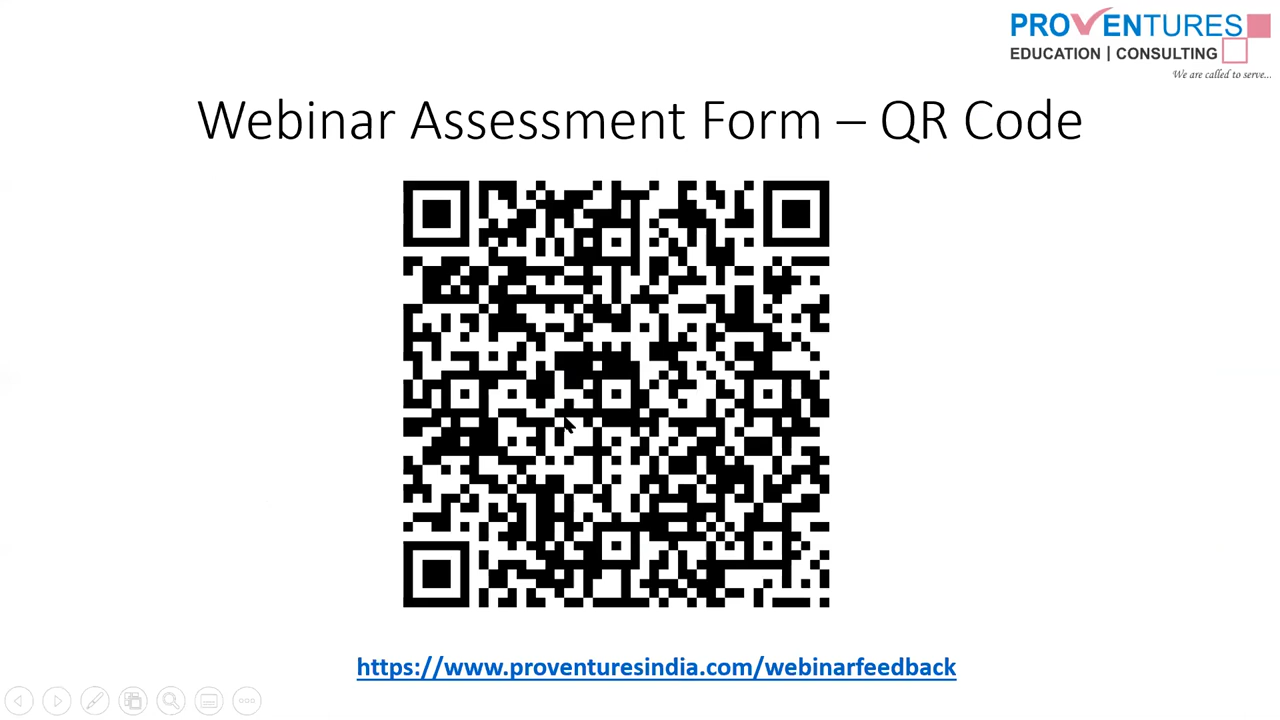 PROVENTURES
EDUCATION | CONSULTING
We are called to serve...
Webinar Assessment Form – QR Code
https://www.proventuresindia.com/webinarfeedback